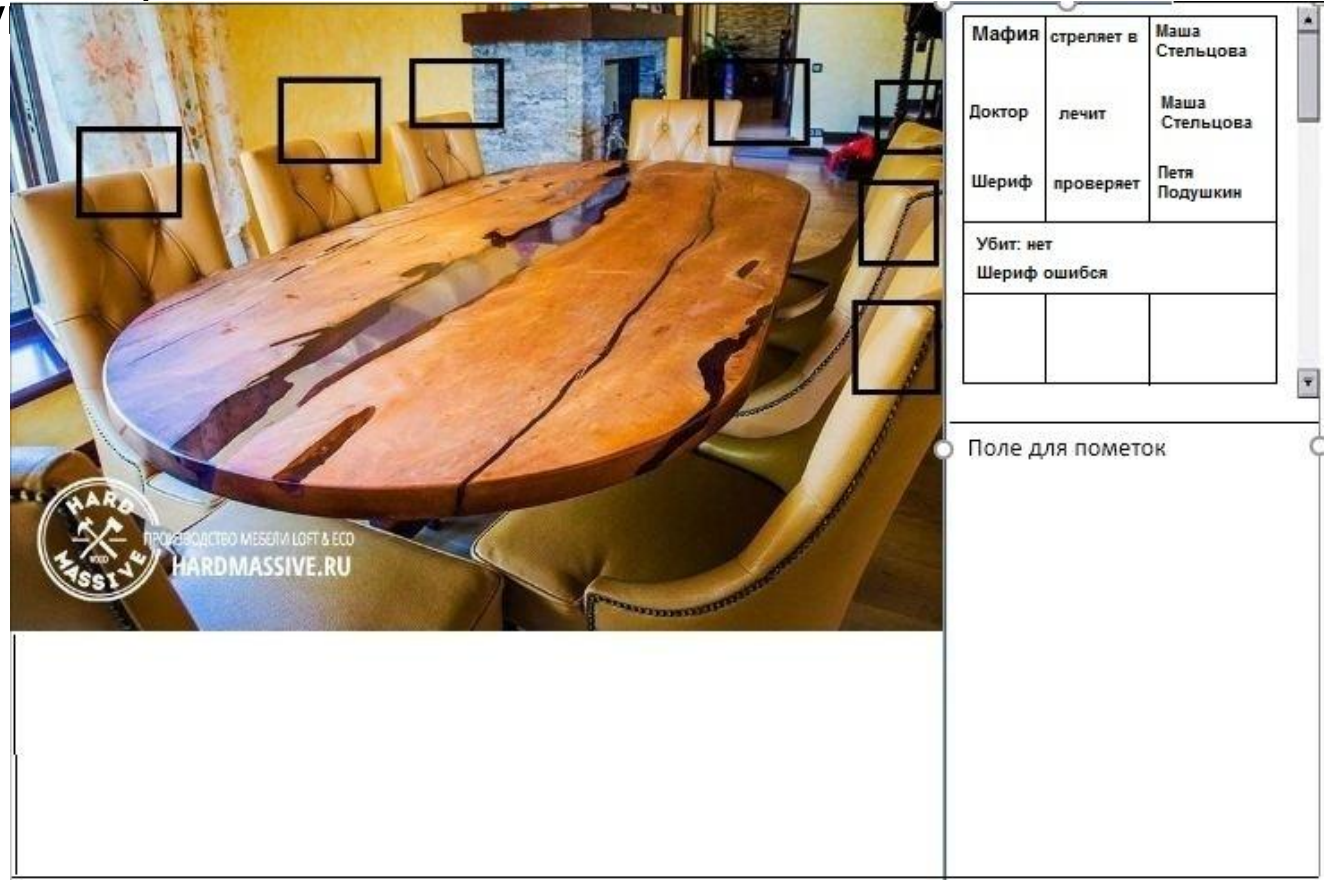 Мафия стреляет в Маша
Стельцова
Доктор лечит Маша
Стельцова
Шериф проверяет Петя
Подушкин
Убит: нет
Шериф ошибся
Поле для пометок
HARD
WOOD
MASSIVE
ПРОИЗВОДСТВО МЕБЕЛИ LOFT & ECO
HARDMASSIVE.RU